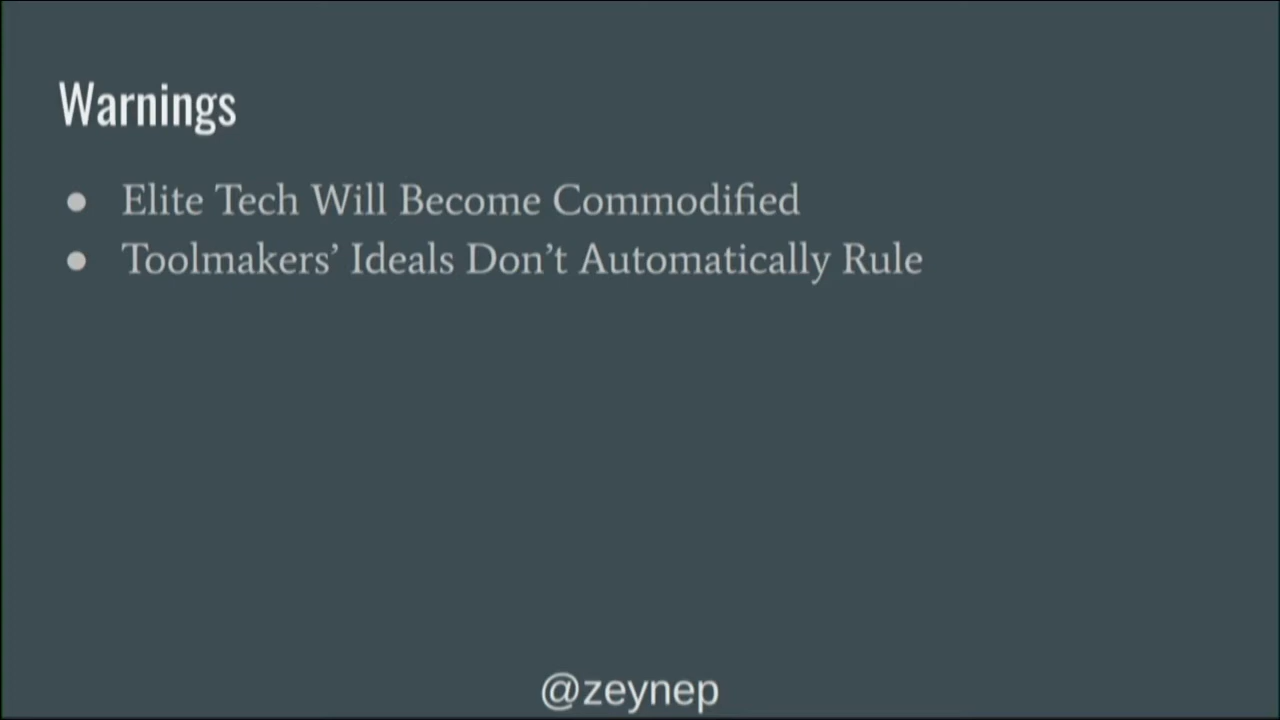 Warnings
● Elite Tech Will Become Commodified
● Toolmakers’ Ideals Don’t Automatically Rule
@zeynep